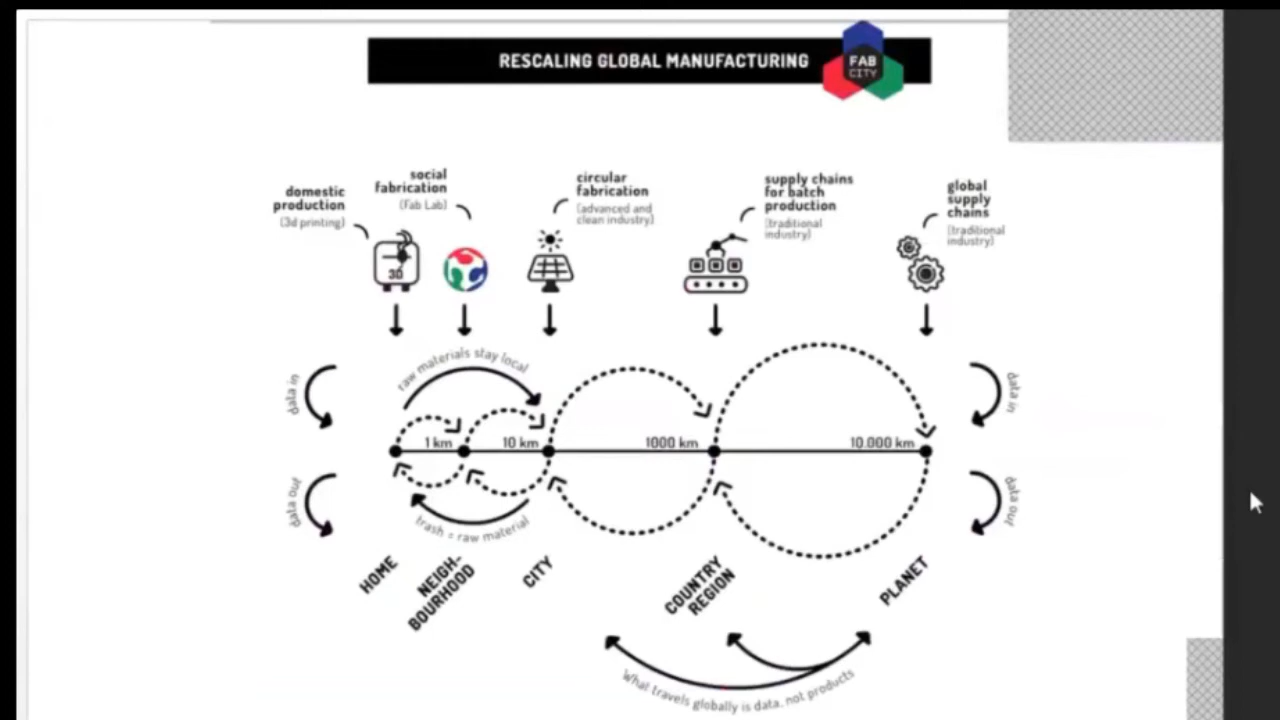 RESCALING GLOBAL MANUFACTURING
FAB
CITY
domestic
production
(3d printing)
social
fabrication
(Fab Lab)
circular
fabrication
(advanced and
clean industry)
supply chains
for batch
production
(traditional
industry)
global
supply
chains
(traditional
industry)
3D
raw materials stay local
data in
data in
1 km
10 km
1000 km
10.000 km
data out
data out
trash = raw material
HOME
NEIGH-
BOURHOOD
CITY
COUNTRY
REGION
PLANET
What travels globally is data, not products